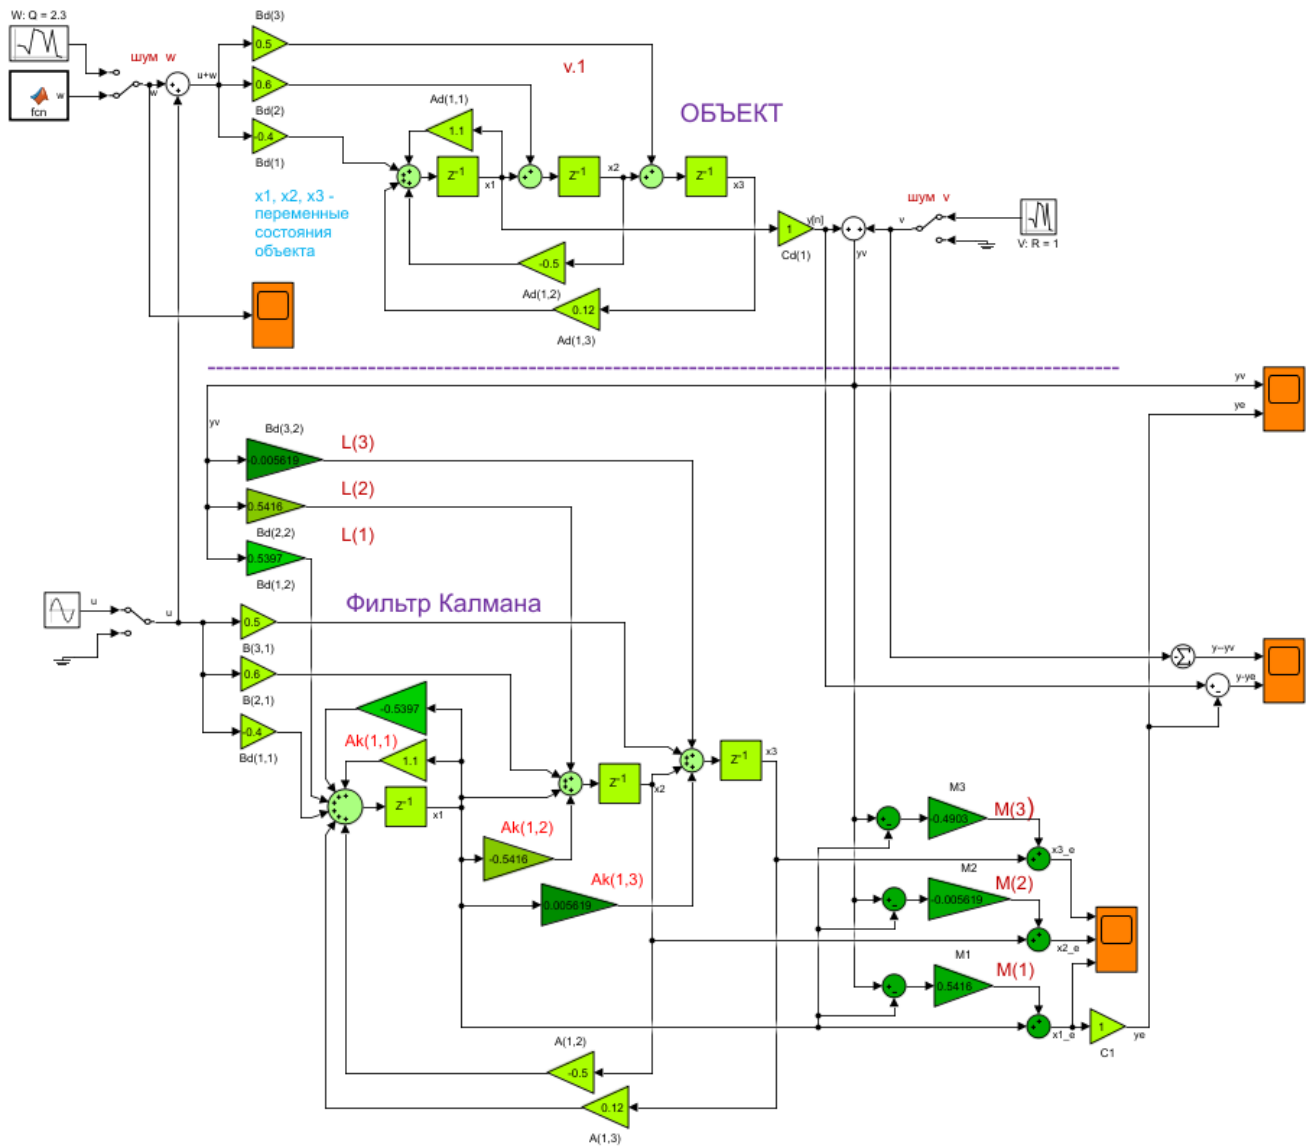 W: Q = 2.3
шум w
fcn
w
w
u+w
Bd(3)
0.5
0.6
Bd(2)
-0.4
Bd(1)
v.1
ОБЪЕКТ
Ad(1,1)
1.1
Z-1
x1
Z-1
x2
Z-1
x3
x1, x2, x3 -
переменные
состояния
объекта
-0.5
Ad(1,2)
0.12
Ad(1,3)
1
Cd(1)
y[n]
yv
v
шум v
V: R = 1
yv
ye
yv
Bd(3,2)
-0.005619
L(3)
0.5416
L(2)
Bd(2,2)
0.5397
L(1)
Bd(1,2)
Фильтр Калмана
u
u
0.5
B(3,1)
0.6
B(2,1)
-0.4
Bd(1,1)
-0.5397
Ak(1,1)
1.1
Z-1
x1
Z-1
x2
Z-1
x3
Ak(1,2)
-0.5416
Ak(1,3)
0.005619
y--yv
y-ye
M3
-0.4903
M(3)
x3_e
M2
-0.005619
M(2)
x2_e
M1
0.5416
M(1)
x1_e
1
C1
ye
A(1,2)
-0.5
0.12
A(1,3)